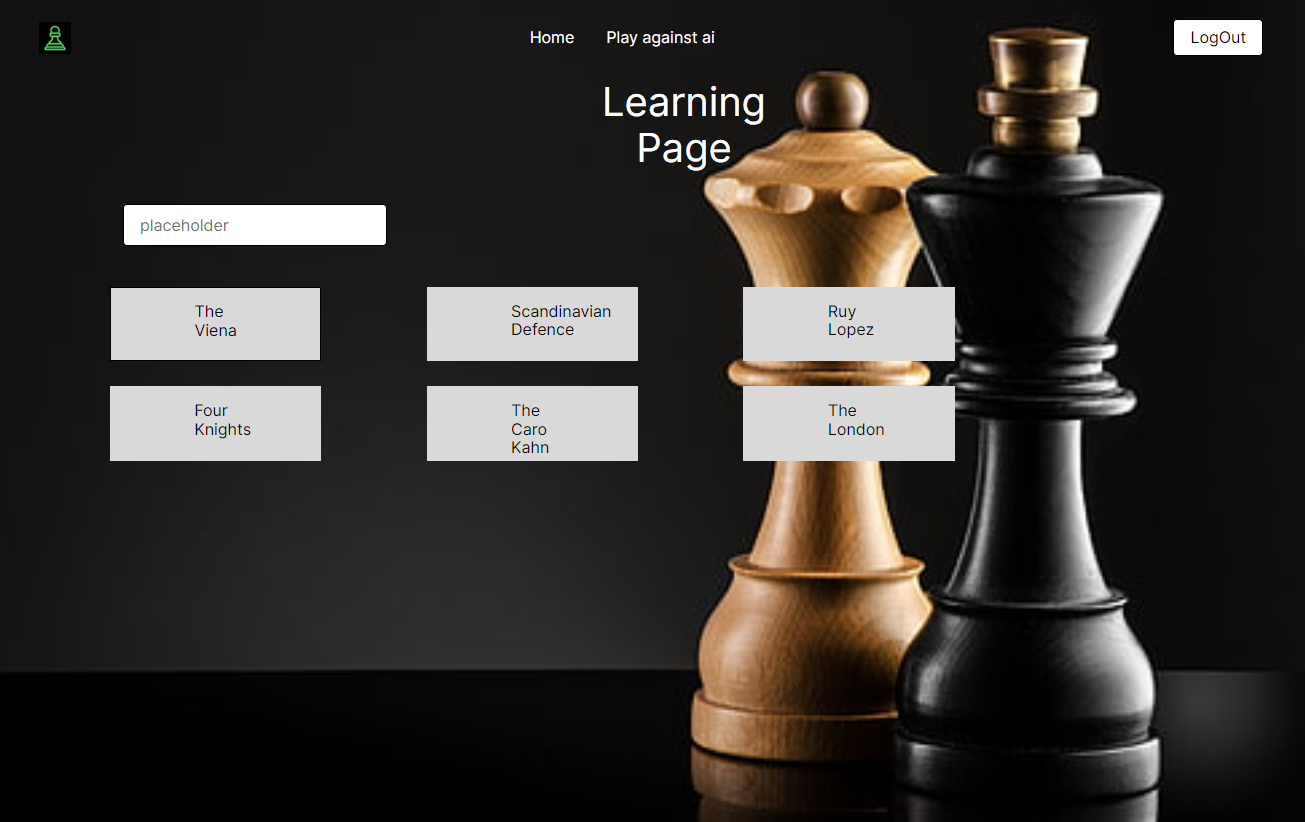 Home Play against ai LogOut
Learning
Page
placeholder
The
Viena
Scandinavian
Defence
Ruy
Lopez
Four
Knights
The
Caro
Kahn
The
London